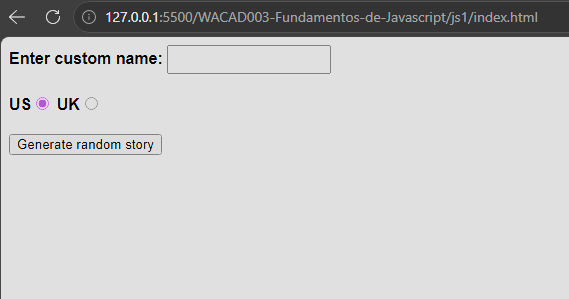 127.0.0.1:5500/WACAD003-Fundamentos-de-Javascript/js1/index.html
Enter custom name:
US UK
Generate random story